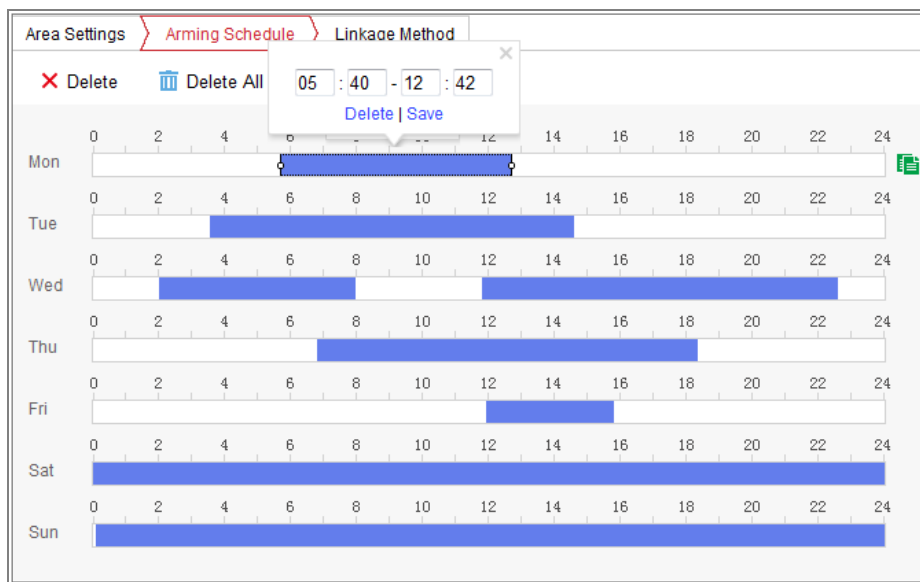 Area Settings Arming Schedule Linkage Method
×
Delete Delete All 05 : 40 - 12 : 42
Delete | Save
0 2 4 6 8 10 12 14 16 18 20 22 24
Mon
0 2 4 6 8 10 12 14 16 18 20 22 24
Tue
0 2 4 6 8 10 12 14 16 18 20 22 24
Wed
0 2 4 6 8 10 12 14 16 18 20 22 24
Thu
0 2 4 6 8 10 12 14 16 18 20 22 24
Fri
0 2 4 6 8 10 12 14 16 18 20 22 24
Sat
0 2 4 6 8 10 12 14 16 18 20 22 24
Sun